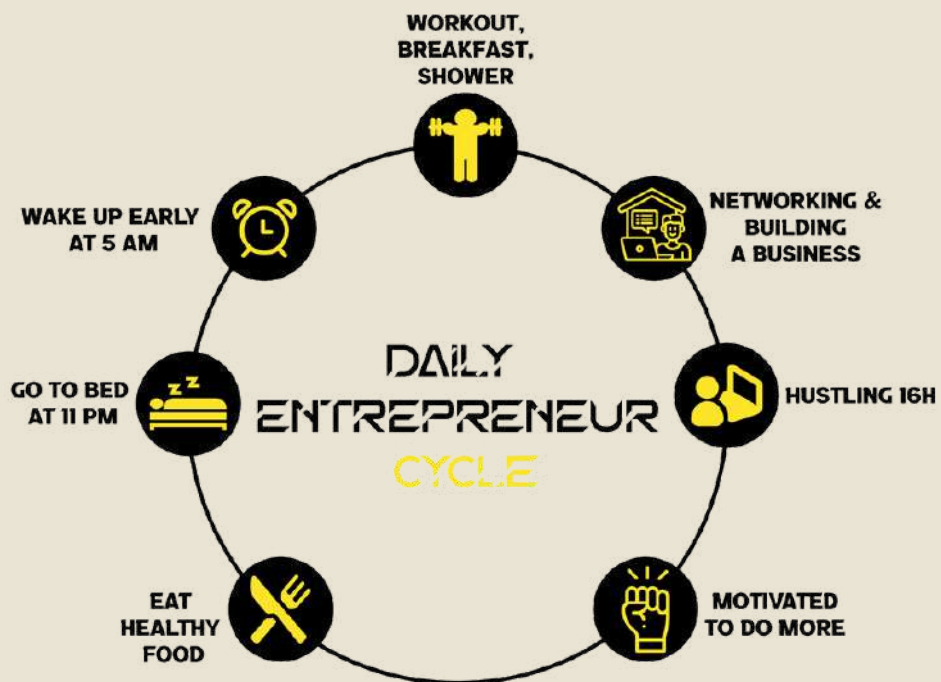 WORKOUT,
BREAKFAST,
SHOWER
NETWORKING &
BUILDING
A BUSINESS
HUSTLING 16H
MOTIVATED
TO DO MORE
EAT
HEALTHY
FOOD
GO TO BED
AT 11 PM
WAKE UP EARLY
AT 5 AM
DAILY
ENTREPRENEUR
CYCLE